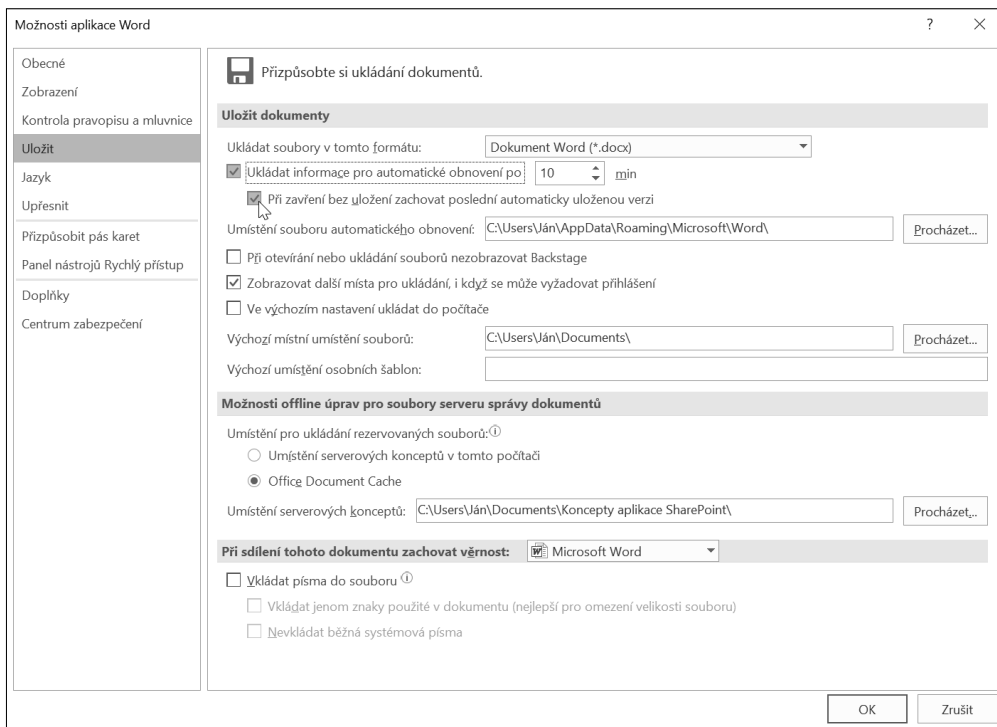 Možnosti aplikace Word
Obecné
Zobrazení
Kontrola pravopisu a mluvnice
Uložit
Jazyk
Upřesnit
Přizpůsobit pás karet
Panel nástrojů Rychlý přístup
Doplňky
Centrum zabezpečení
Přizpůsobte si ukládání dokumentů.
Uložit dokumenty
Ukládat soubory v tomto formátu: Dokument Word (*.docx)
Ukládat informace pro automatické obnovení po 10 min
Při zavření bez uložení zachovat poslední automaticky uloženou verzi
Umístění souboru automatického obnovení: C:\Users\Ján\AppData\Roaming\Microsoft\Word\ Procházet...
Při otevírání nebo ukládání souborů nezobrazovat Backstage
Zobrazovat další místa pro ukládání, i když se může vyžadovat přihlášení
Ve výchozím nastavení ukládat do počítače
Výchozí místní umístění souborů: C:\Users\Ján\Documents\ Procházet...
Výchozí umístění osobních šablon:
Možnosti offline úprav pro soubory serveru správy dokumentů
Umístění pro ukládání rezervovaných souborů:
Umístění serverových konceptů v tomto počítači
Office Document Cache
Umístění serverových konceptů: C:\Users\Ján\Documents\Koncepty aplikace SharePoint\ Procházet...
Při sdílení tohoto dokumentu zachovat věrnost: Microsoft Word
Vkládat písma do souboru
Vkládat jenom znaky použité v dokumentu (nejlepší pro omezení velikosti souboru)
Nevkládat běžná systémová písma
OK Zrušit